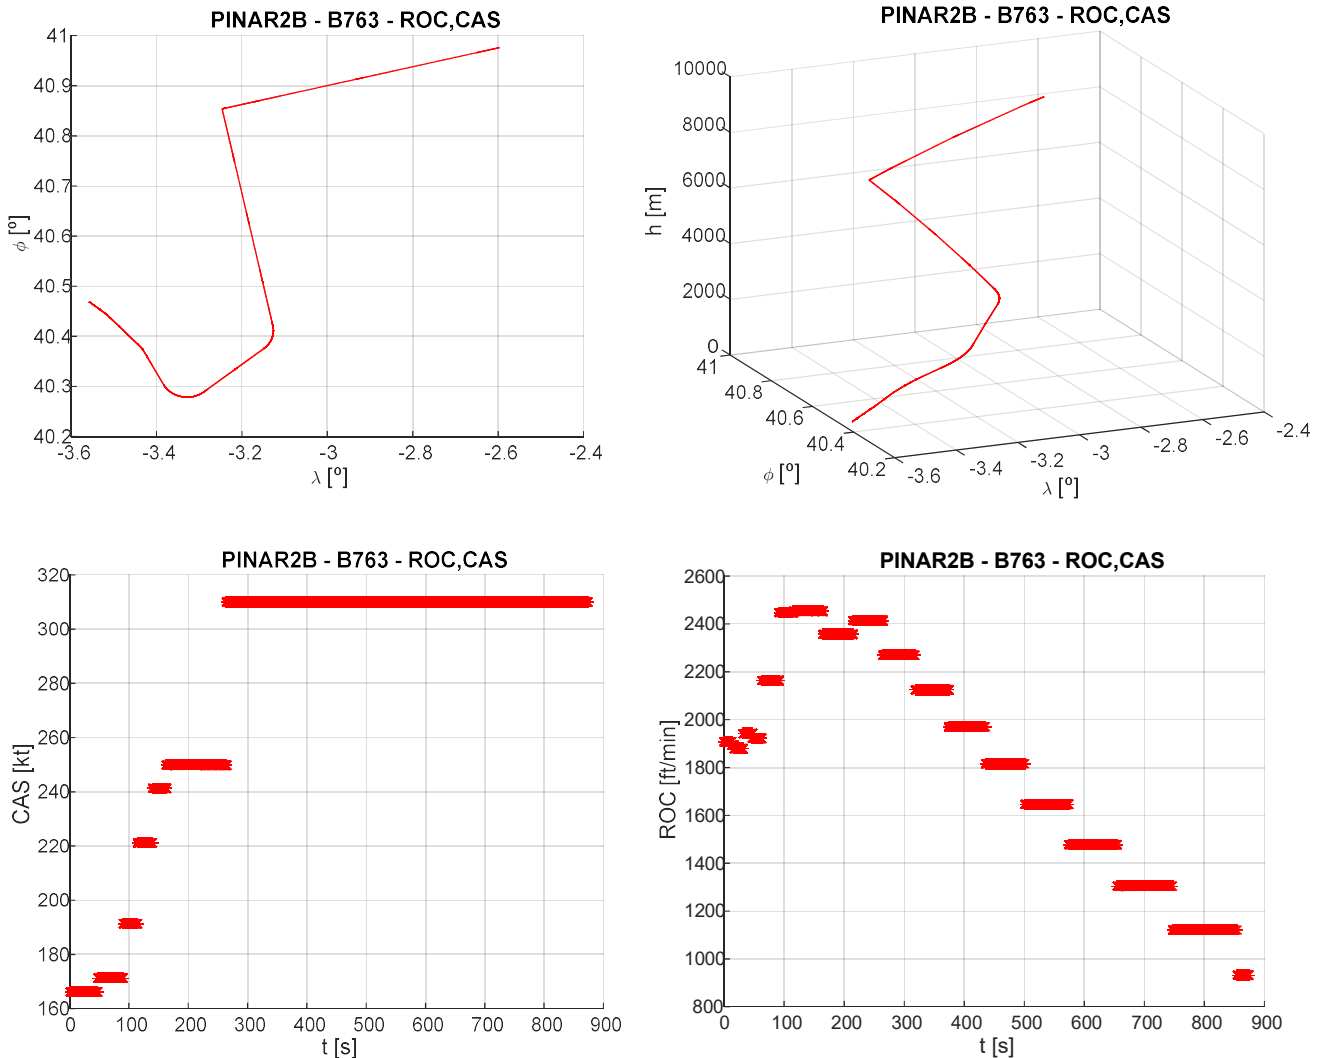 PINAR2B - B763 - ROC,CAS
41
40.9
40.8
40.7
40.6
40.5
40.4
40.3
40.2
ϕ [º]
-3.6 -3.4 -3.2 -3 -2.8 -2.6 -2.4
λ [º]
PINAR2B - B763 - ROC,CAS
10000
8000
6000
4000
2000
0
h [m]
41
40.8
40.6
40.4
40.2
ϕ [º]
-3.6 -3.4 -3.2 -3 -2.8 -2.6 -2.4
λ [º]
PINAR2B - B763 - ROC,CAS
320
310
300
280
260
240
220
200
180
160
CAS [kt]
0 100 200 300 400 500 600 700 800 900
t [s]
PINAR2B - B763 - ROC,CAS
2600
2400
2200
2000
1800
1600
1400
1200
1000
800
ROC [ft/min]
0 100 200 300 400 500 600 700 800 900
t [s]